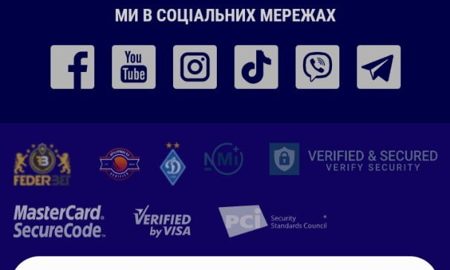 МИ В СОЦІАЛЬНИХ МЕРЕЖАХ
You
Tube
FEDERBET
NMi
VERIFIED & SECURED
VERIFY SECURITY
MasterCard.
SecureCode.
VERIFIED
by VISA
PCI Security
Standards Council